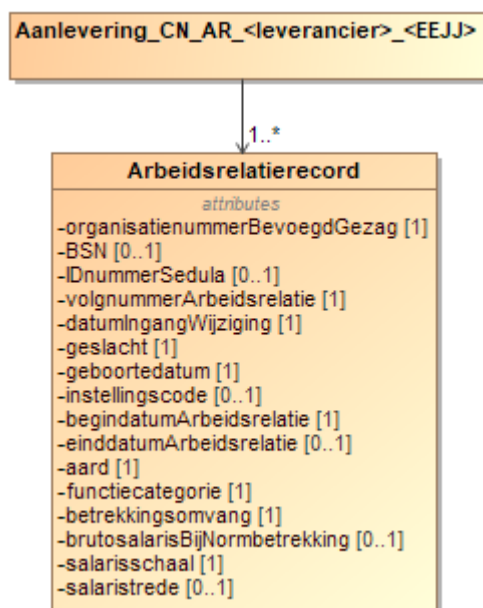 Aanlevering_CN_AR_<leverancier>_<EEJJ>
1..*
Arbeidsrelatierecord
attributes
-organisatienummerBevoegdGezag [1]
-BSN [0..1]
-IDnummerSedula [0..1]
-volgnummerArbeidsrelatie [1]
-datumIngangWijziging [1]
-geslacht [1]
-geboortedatum [1]
-instellingscode [0..1]
-begindatumArbeidsrelatie [1]
-einddatumArbeidsrelatie [0..1]
-aard [1]
-functiecategorie [1]
-betrekkingsomvang [1]
-brutosalarisBijNormbetrekking [0..1]
-salarisschaal [1]
-salaristrede [0..1]